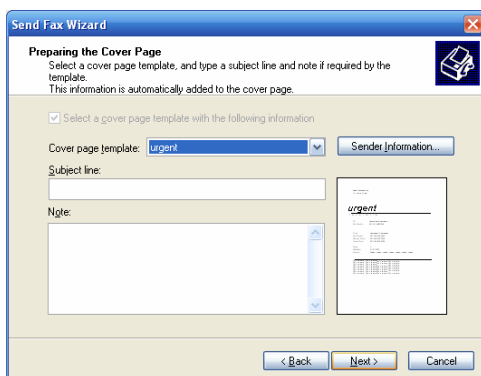 Send Fax Wizard
Preparing the Cover Page
Select a cover page template, and type a subject line and note if required by the
template.
This information is automatically added to the cover page.
Select a cover page template with the following information
Cover page template: urgent Sender Information...
Subject line:
urgent
Note:
< Back Next > Cancel